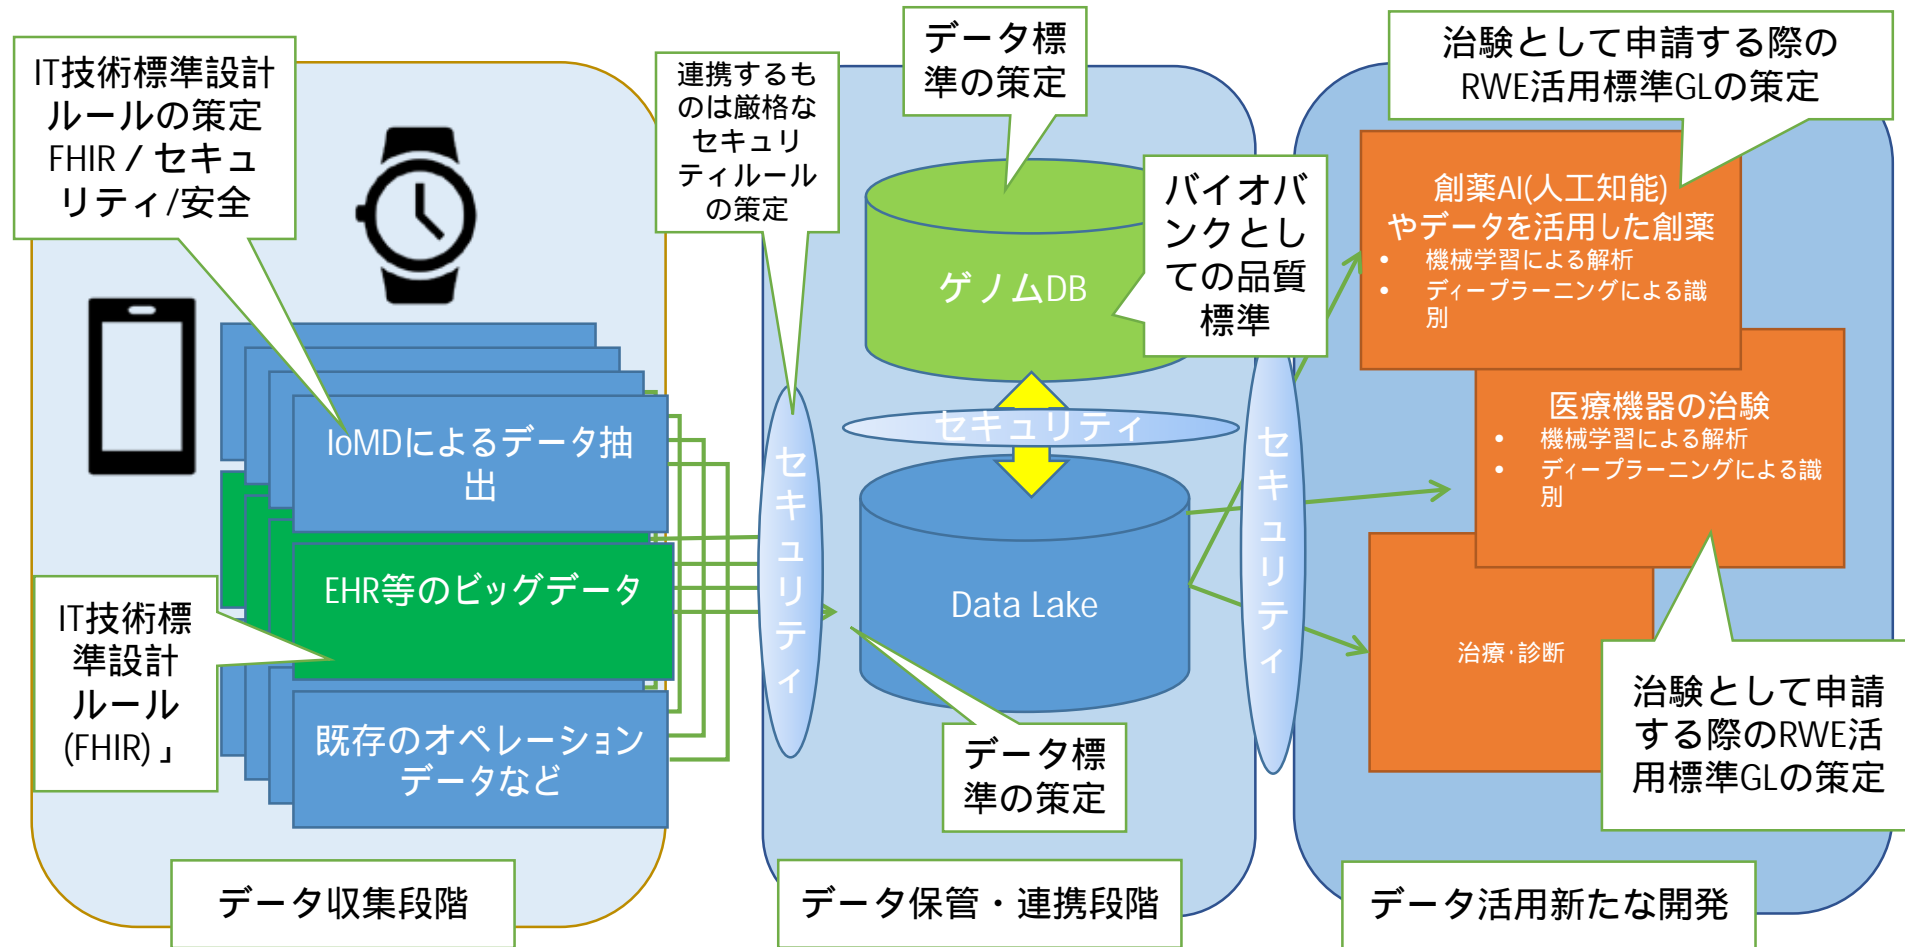 IT技術標準設計
ルールの策定
FHIR / セキュ
リティ/安全
IoMDによるデータ抽
出
EHR等のビッグデータ
IT技術標
準設計
ルール
(FHIR) 」
既存のオペレーション
データなど
データ収集段階
連携するも
のは厳格な
セキュリ
ティルール
の策定
セキュリティ
データ標
準の策定
ゲノムDB
バイオバ
ンクとし
ての品質
標準
セキュリティ
Data Lake
データ標
準の策定
データ保管・連携段階
セキュリティ
治験として申請する際の
RWE活用標準GLの策定
創薬AI(人工知能)
やデータを活用した創薬
• 機械学習による解析
• ディープラーニングによる識
別
医療機器の治験
• 機械学習による解析
• ディープラーニングによる識
別
治療・診断
治験として申請
する際のRWE活
用標準GLの策定
データ活用新たな開発